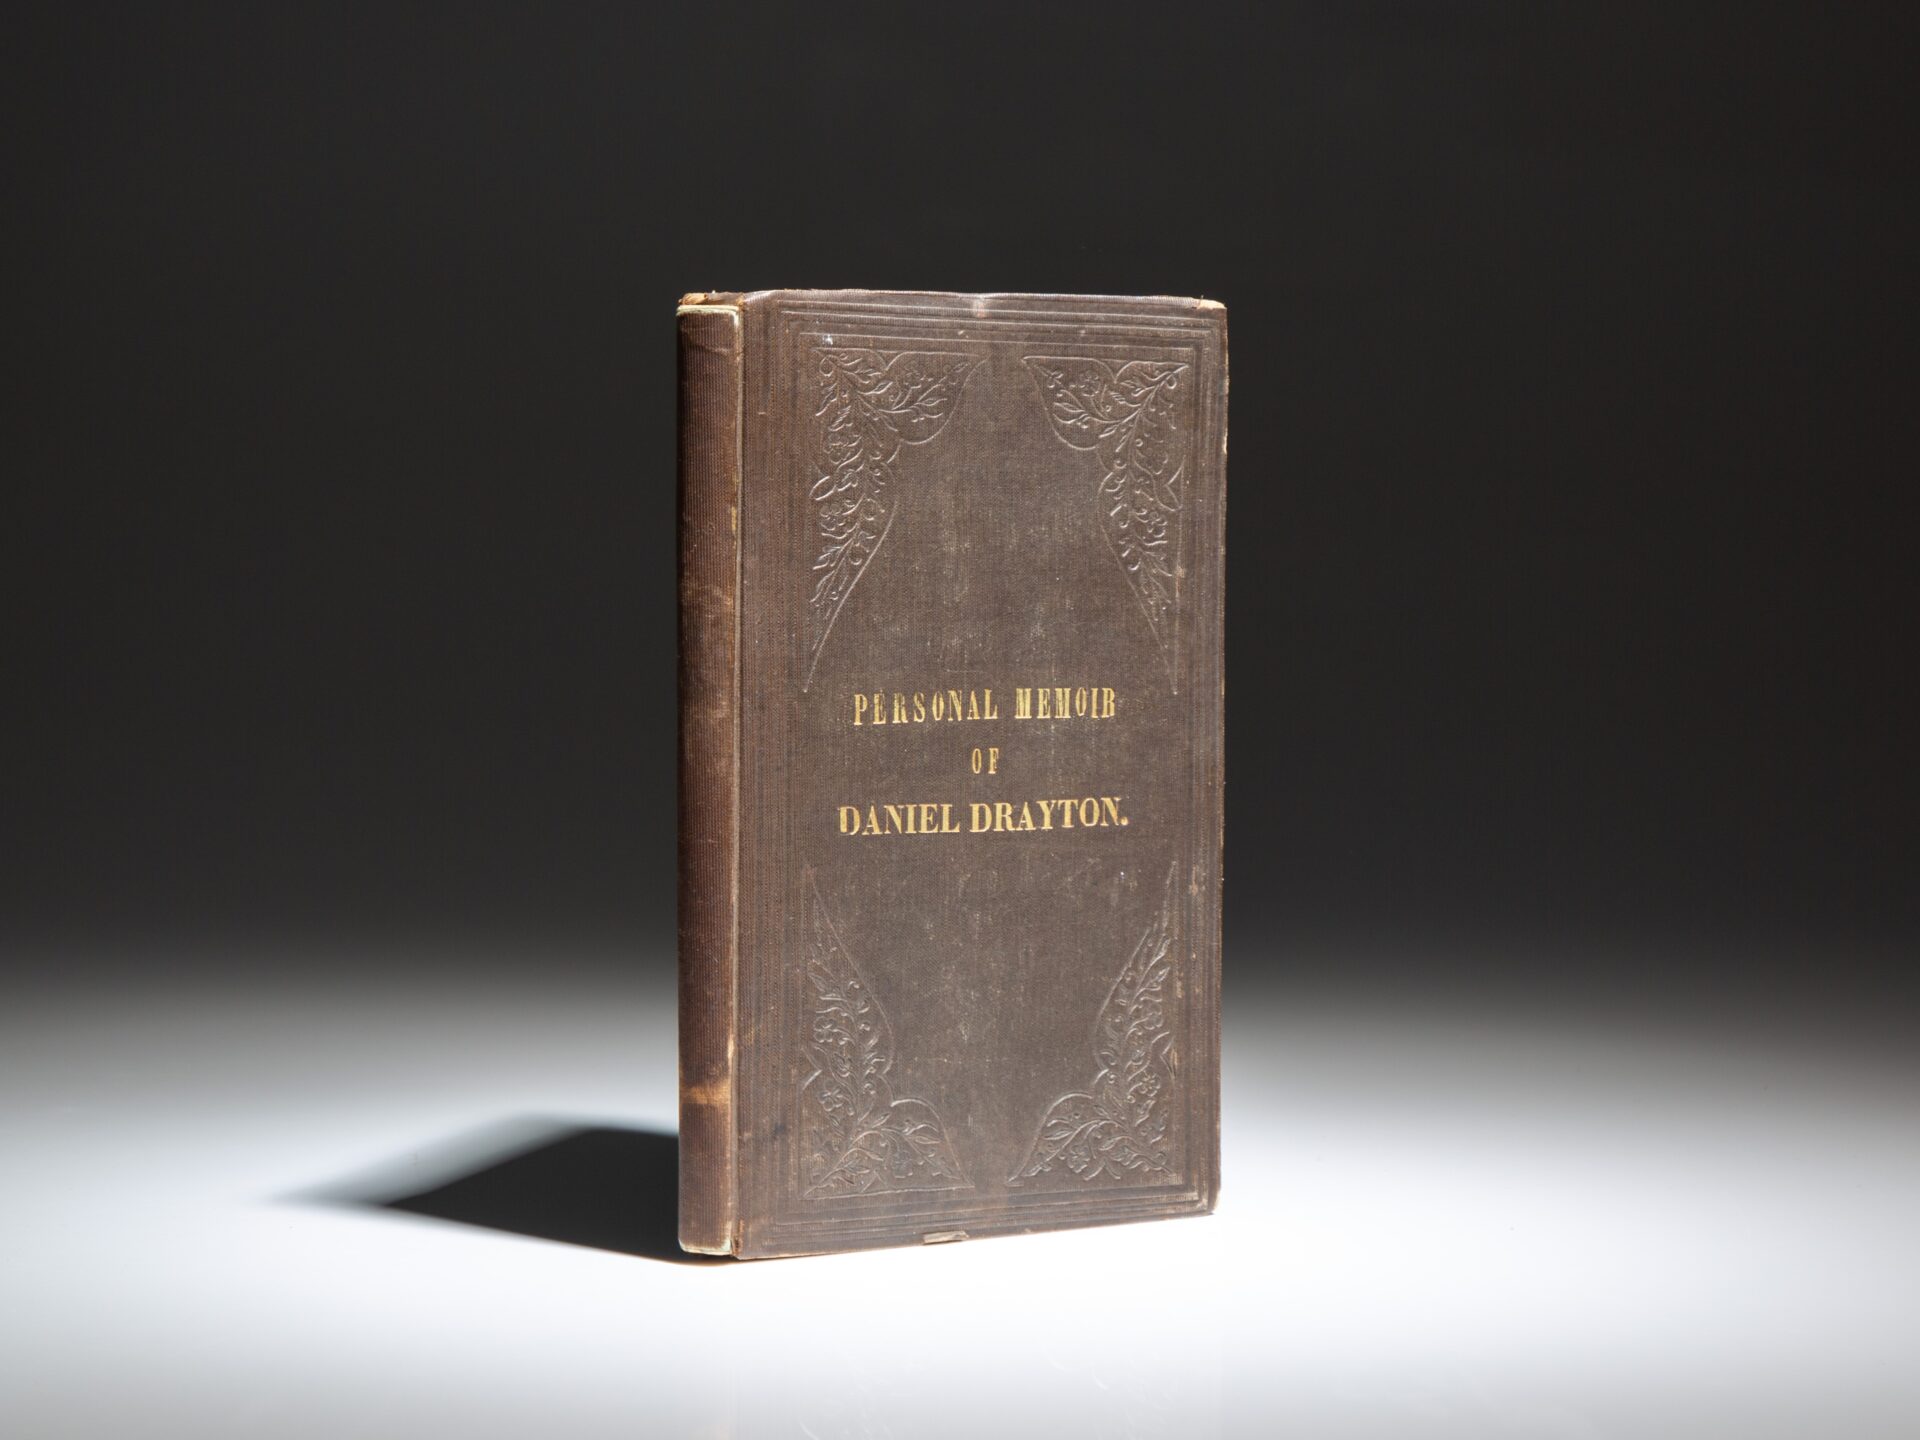 PERSONAL MEMOIR
OF
DANIEL DRAYTON.